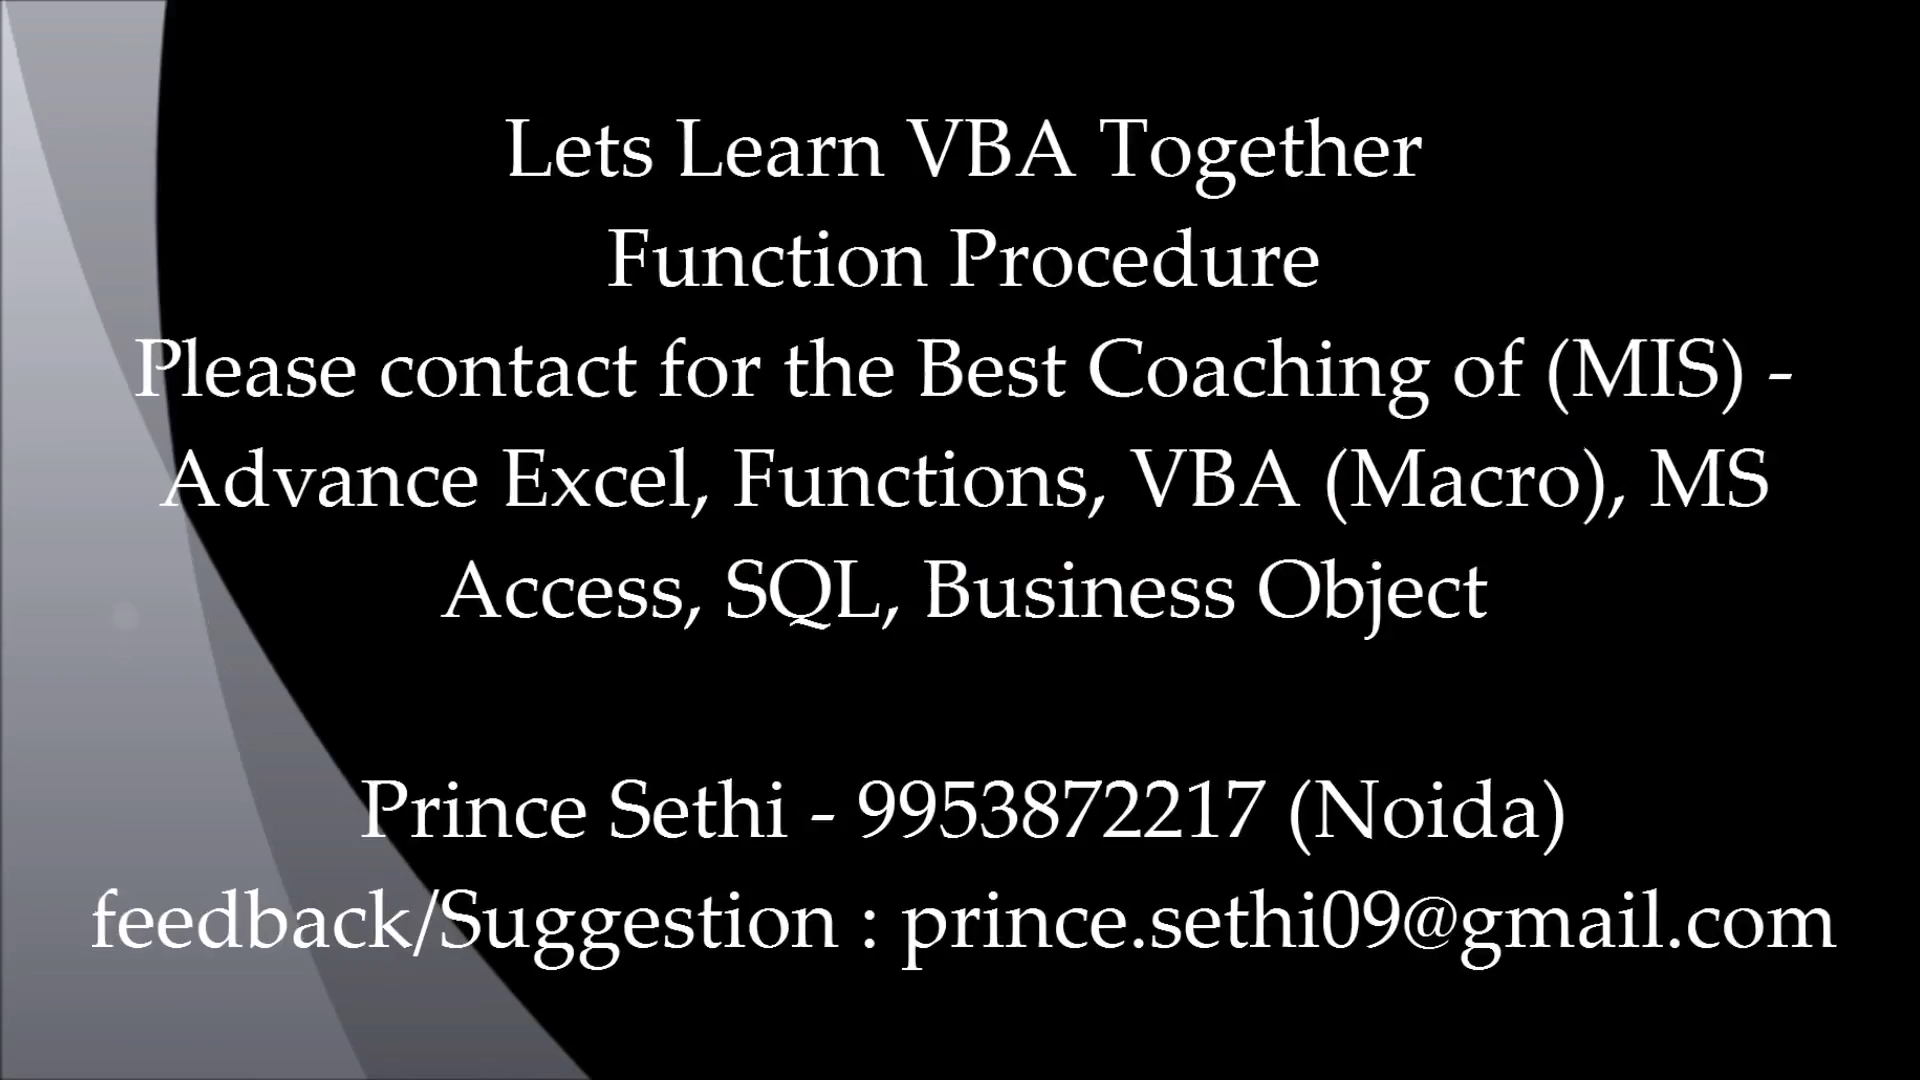 Lets Learn VBA Together
Function Procedure
Please contact for the Best Coaching of (MIS) -
Advance Excel, Functions, VBA (Macro), MS
Access, SQL, Business Object
Prince Sethi - 9953872217 (Noida)
feedback/Suggestion : prince.sethi09@gmail.com